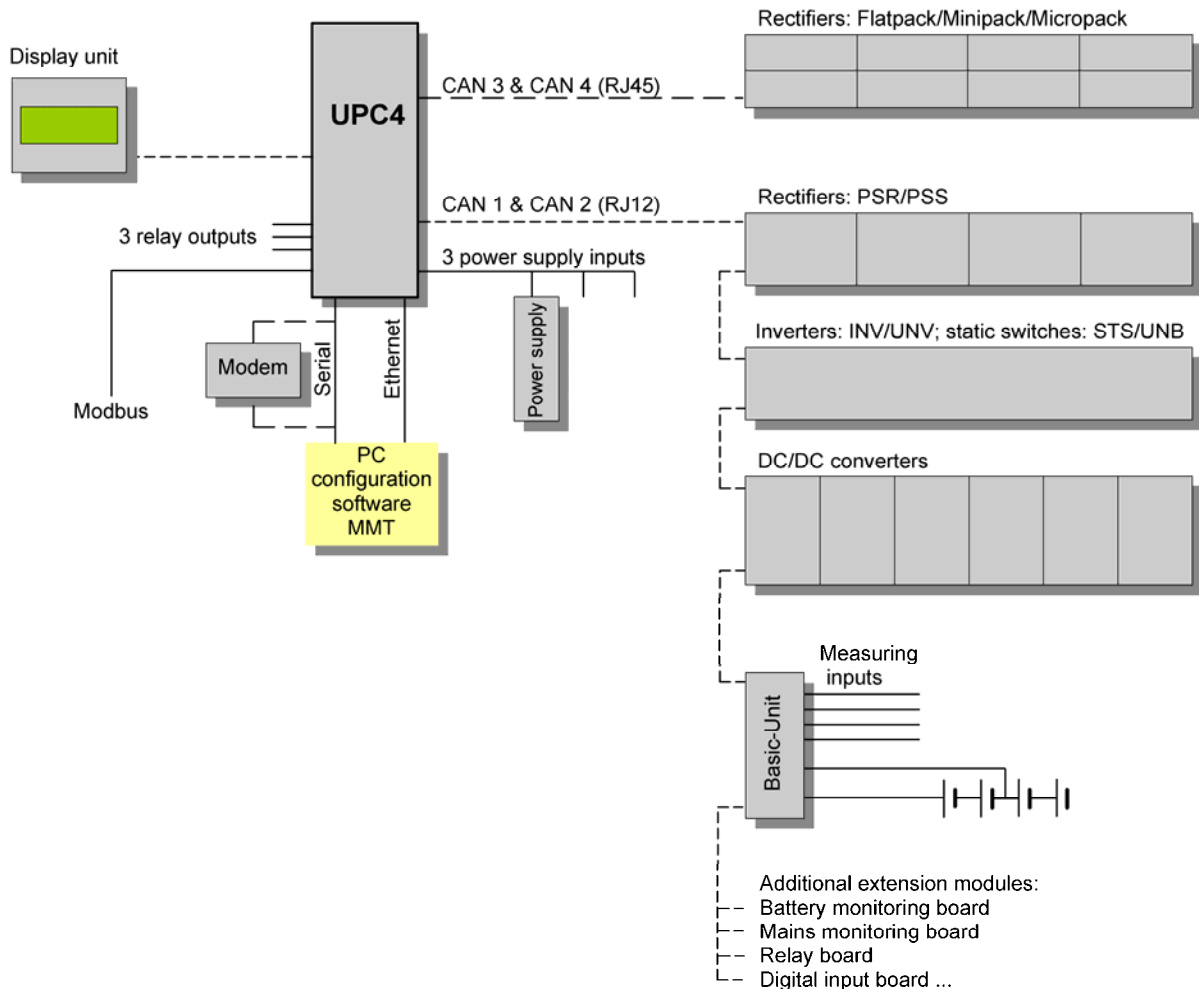 Rectifiers: Flatpack/Minipack/Micropack
Display unit
CAN 3 & CAN 4 (RJ45)
UPC4
CAN 1 & CAN 2 (RJ12)
Rectifiers: PSR/PSS
3 relay outputs
3 power supply inputs
Power supply
Inverters: INV/UNV; static switches: STS/UNB
Modem
Serial
Ethernet
Modbus
PC
configuration
software
MMT
DC/DC converters
Measuring
inputs
Basic-Unit
Additional extension modules:
Battery monitoring board
Mains monitoring board
Relay board
Digital input board ...